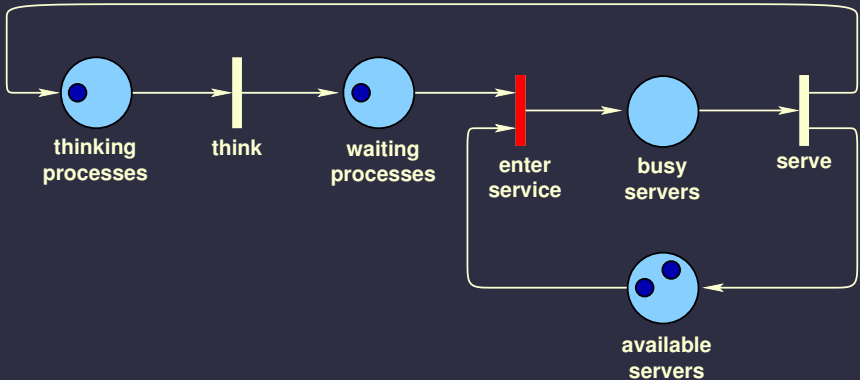 thinking
processes
think
waiting
processes
enter
service
busy
servers
serve
available
servers